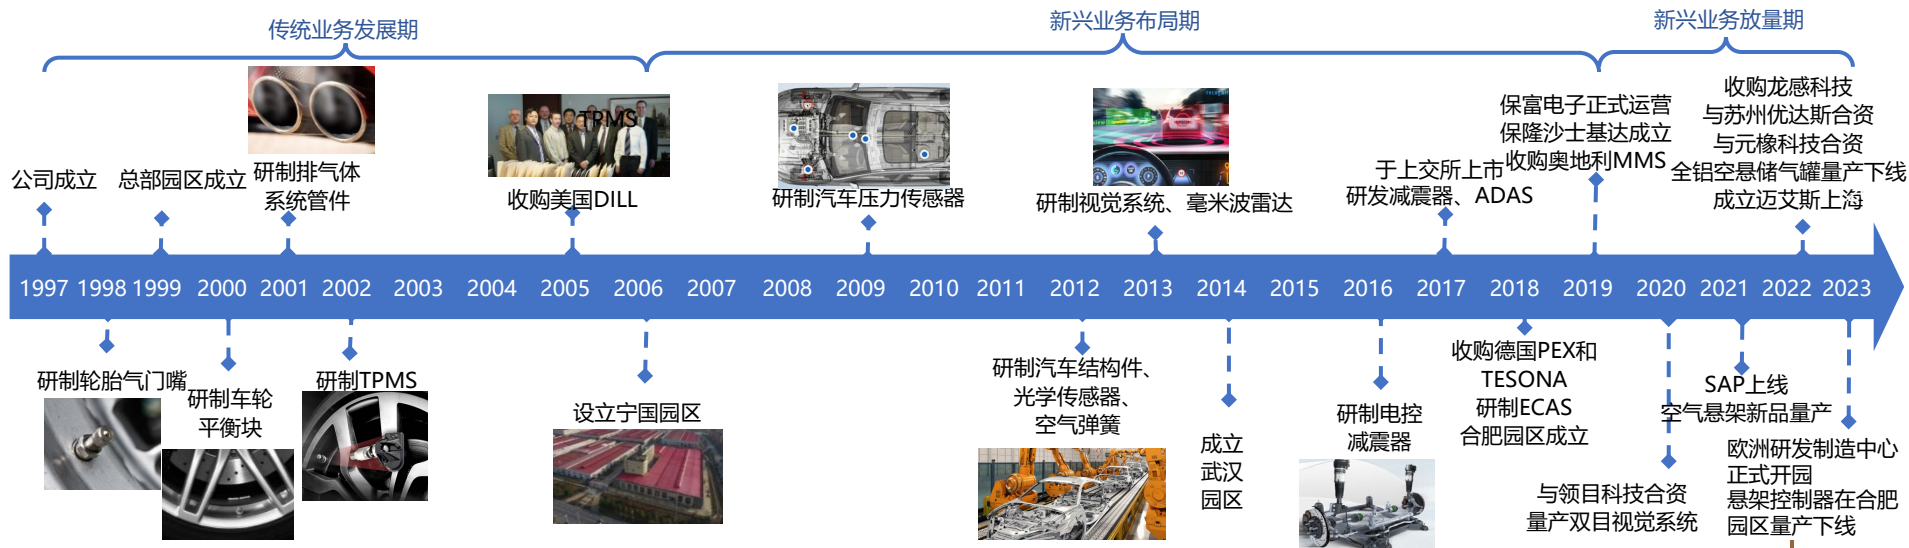 传统业务发展期
新兴业务布局期
新兴业务放量期
公司成立
总部园区成立
研制排气体
系统管件
TRMS
收购美国DILL
研制汽车压力传感器
研制视觉系统、毫米波雷达
于上交所上市
研发减震器、ADAS
保富电子正式运营
保隆沙士基达成立
收购奥地利MMS
收购龙感科技
与苏州优达斯合资
与元橡科技合资
全铝空悬储气罐量产下线
成立迈艾斯上海
1997 1998 1999 2000 2001 2002 2003 2004 2005 2006 2007 2008 2009 2010 2011 2012 2013 2014 2015 2016 2017 2018 2019 2020 2021 2022 2023
研制轮胎气门嘴
研制车轮
平衡块
研制TPMS
设立宁国园区
研制汽车结构件、
光学传感器、
空气弹簧
成立
武汉
园区
研制电控
减震器
收购德国PEX和
TESONA
研制ECAS
合肥园区成立
与领目科技合资
量产双目视觉系统
SAP上线
空气悬架新品量产
欧洲研发制造中心
正式开园
悬架控制器在合肥
园区量产下线